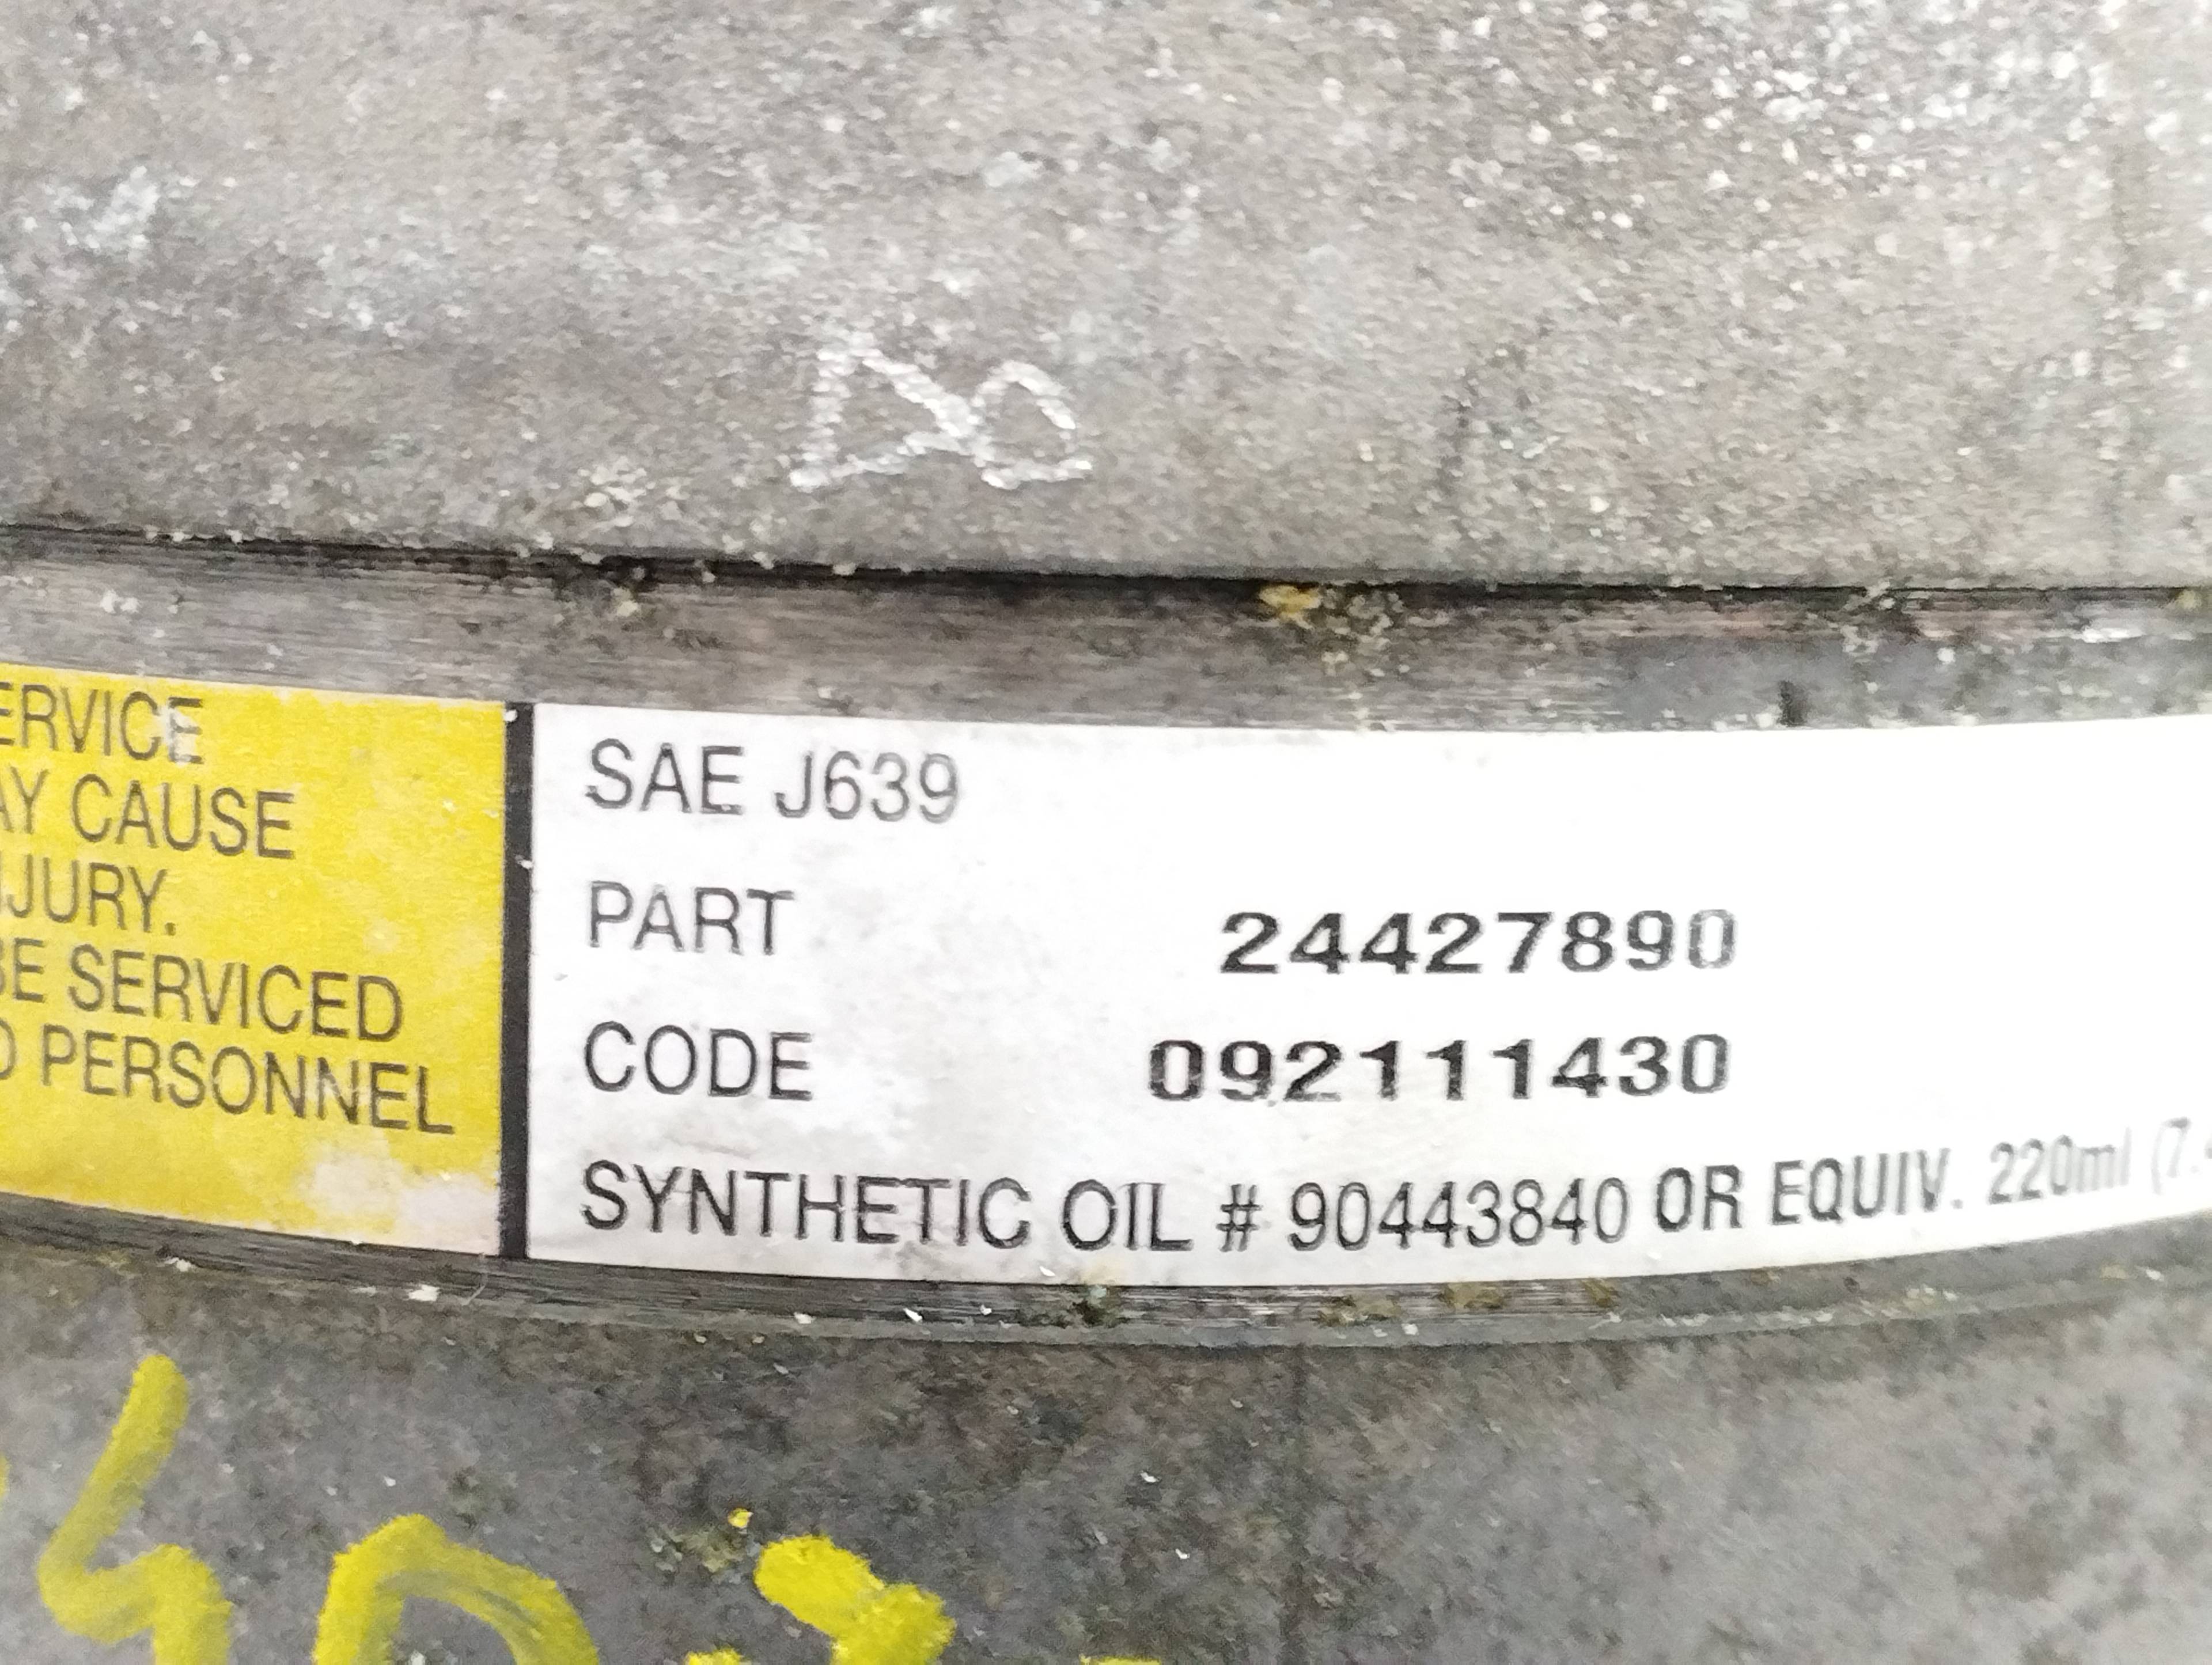 ERVICE
AY CAUSE
JURY.
BE SERVICED
D PERSONNEL
SAE J639
PART 24427890
CODE 092111430
SYNTHETIC OIL # 90443840 OR EQUIV. 220ml (7.